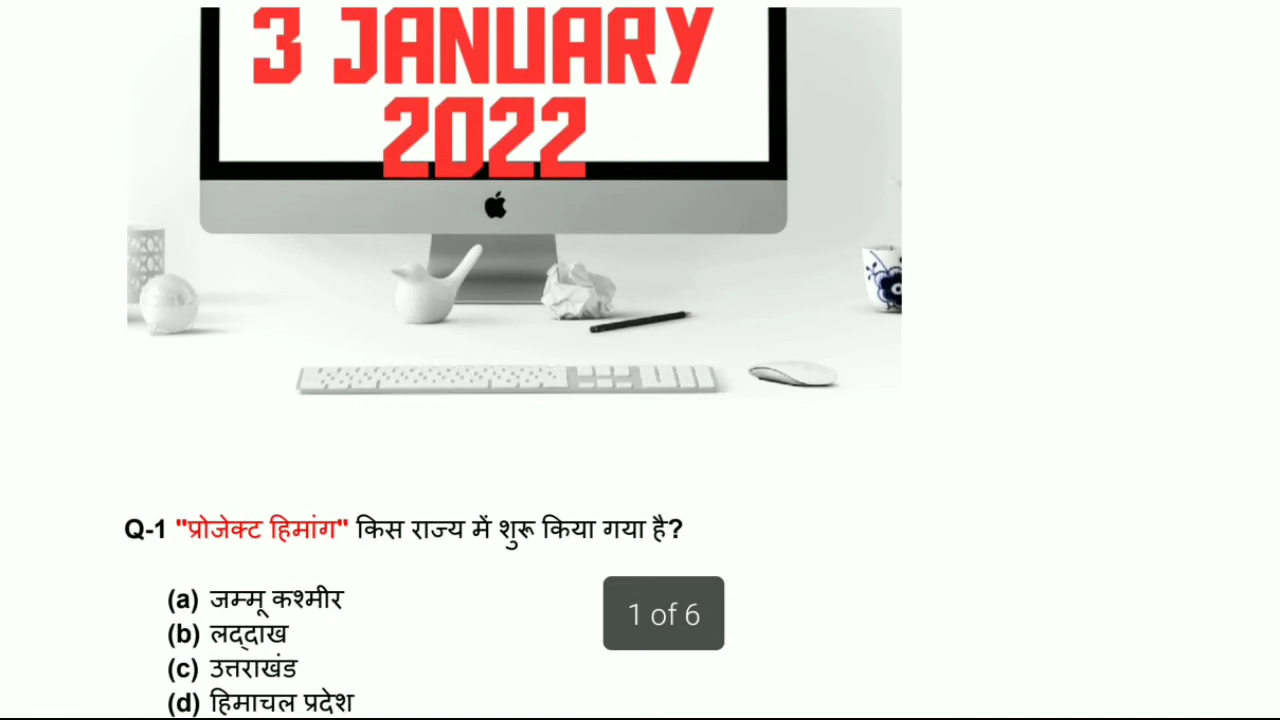 3 JANUARY
2022
Q-1 "प्रोजेक्ट हिमांग" किस राज्य में शुरू किया गया है?
(a) जम्मू कश्मीर
(b) लद्दाख
1 of 6
(c) उत्तराखंड
(d) हिमाचल प्रदेश